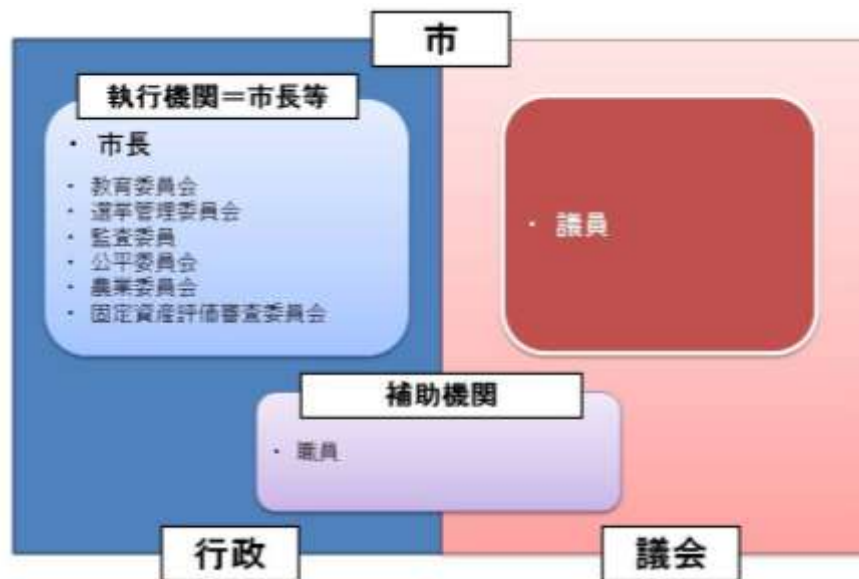 市
執行機関＝市長等
・ 市長
・ 教育委員会
・ 選挙管理委員会
・ 監査委員
・ 公平委員会
・ 農業委員会
・ 固定資産評価審査委員会
・ 議員
補助機関
・ 職員
行政
議会